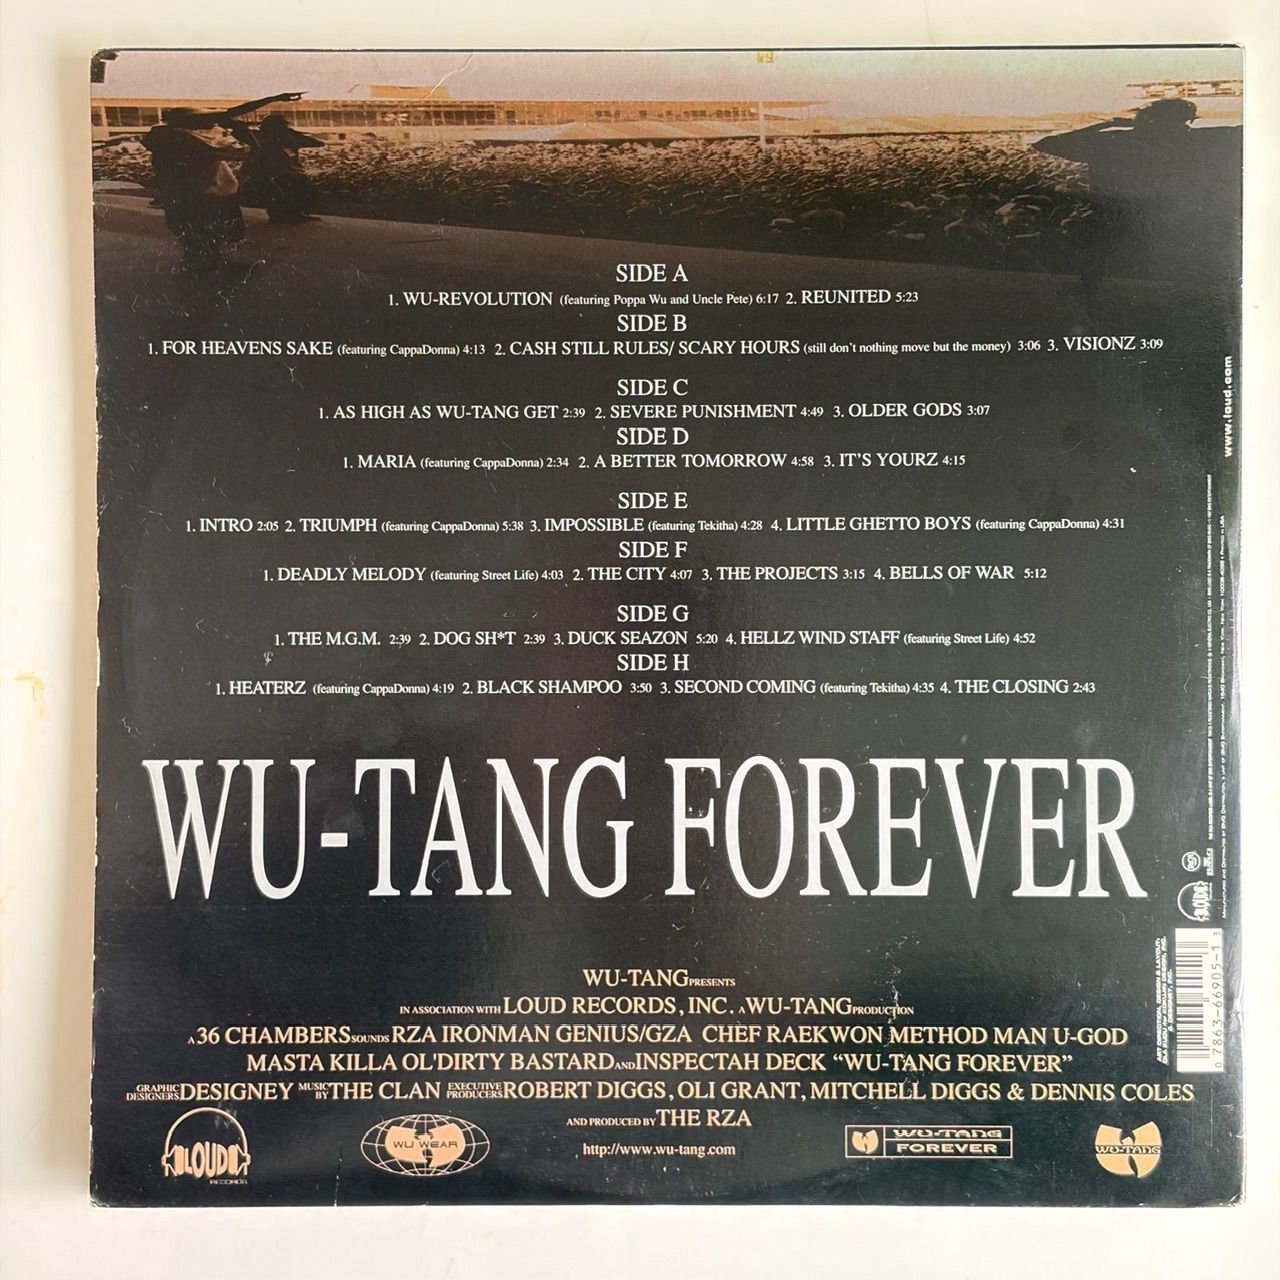 SIDE A
1. WU-REVOLUTION (featuring Poppa Wu and Uncle Pete) 6:17 2. REUNITED 5:23
SIDE B
1. FOR HEAVENS SAKE (featuring CappaDonna) 4:13 2. CASH STILL RULES/ SCARY HOURS (still don't nothing move but the money) 3:06 3. VISIONZ 3:09
SIDE C
1. AS HIGH AS WU-TANG GET 2:39 2. SEVERE PUNISHMENT 4:49 3. OLDER GODS 3:07
SIDE D
1. MARIA (featuring CappaDonna) 2:34 2. A BETTER TOMORROW 4:58 3. IT'S YOURZ 4:15
SIDE E
1. INTRO 2:05 2. TRIUMPH (featuring CappaDonna) 5:38 3. IMPOSSIBLE (featuring Tekitha) 4:28 4. LITTLE GHETTO BOYS (featuring CappaDonna) 4:31
SIDE F
1. DEADLY MELODY (featuring Street Life) 4:03 2. THE CITY 4:07 3. THE PROJECTS 3:15 4. BELLS OF WAR 5:12
SIDE G
1. THE M.G.M. 2:39 2. DOG SH*T 2:39 3. DUCK SEAZON 5:20 4. HELLZ WIND STAFF (featuring Street Life) 4:52
SIDE H
1. HEATERZ (featuring CappaDonna) 4:19 2. BLACK SHAMPOO 3:50 3. SECOND COMING (featuring Tekitha) 4:35 4. THE CLOSING 2:43
WU-TANG FOREVER
WU-TANG PRESENTS
IN ASSOCIATION WITH LOUD RECORDS, INC. A WU-TANG PRODUCTION
A 36 CHAMBERS SOUNDS RZA IRONMAN GENIUS/GZA CHEF RAEKWON METHOD MAN U-GOD
MASTA KILLA OL'DIRTY BASTARD AND INSPECTAH DECK "WU-TANG FOREVER"
GRAPHIC DESIGNERS DESIGNEY MUSIC BY THE CLAN EXECUTIVE PRODUCERS ROBERT DIGGS, OLI GRANT, MITCHELL DIGGS & DENNIS COLES
AND PRODUCED BY THE RZA
http://www.wu-tang.com
LOUD
RECORDS
WU WEAR
WU-TANG
FOREVER
WU-TANG
www.loud.com
LOUD
ART DIRECTION, DESIGN & LAYOUT:
0 7863-66905-1 3